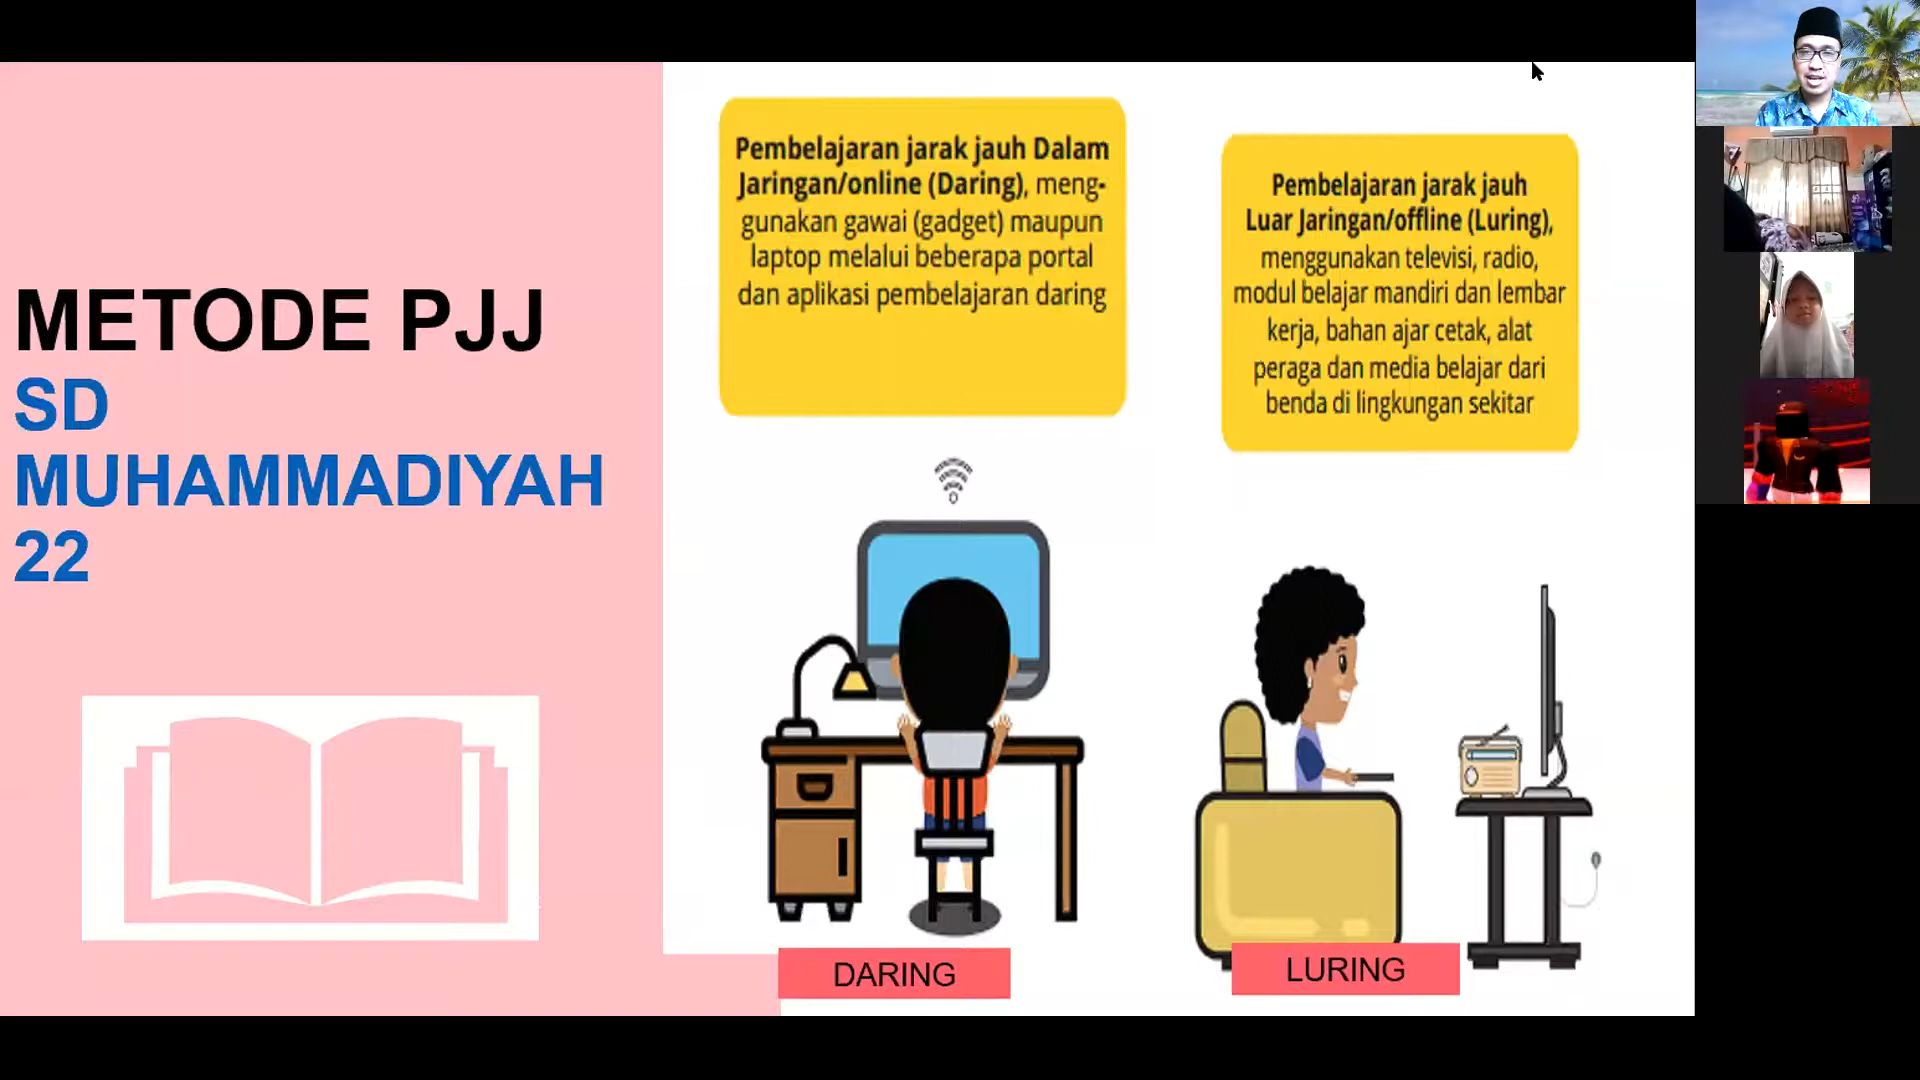 METODE PJJ
SD
MUHAMMADIYAH
22
Pembelajaran jarak jauh Dalam
Jaringan/online (Daring), meng-
gunakan gawai (gadget) maupun
laptop melalui beberapa portal
dan aplikasi pembelajaran daring
Pembelajaran jarak jauh
Luar Jaringan/offline (Luring),
menggunakan televisi, radio,
modul belajar mandiri dan lembar
kerja, bahan ajar cetak, alat
peraga dan media belajar dari
benda di lingkungan sekitar
DARING
LURING